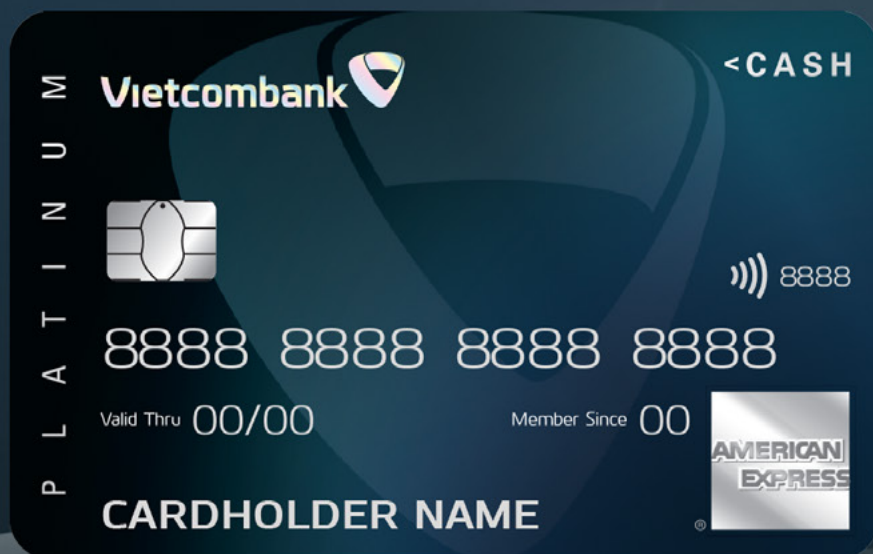 PLATINUM
Vietcombank
<CASH
8888
8888 8888 8888 8888
Valid Thru 00/00
Member Since 00
AMERICAN
EXPRESS
®
CARDHOLDER NAME